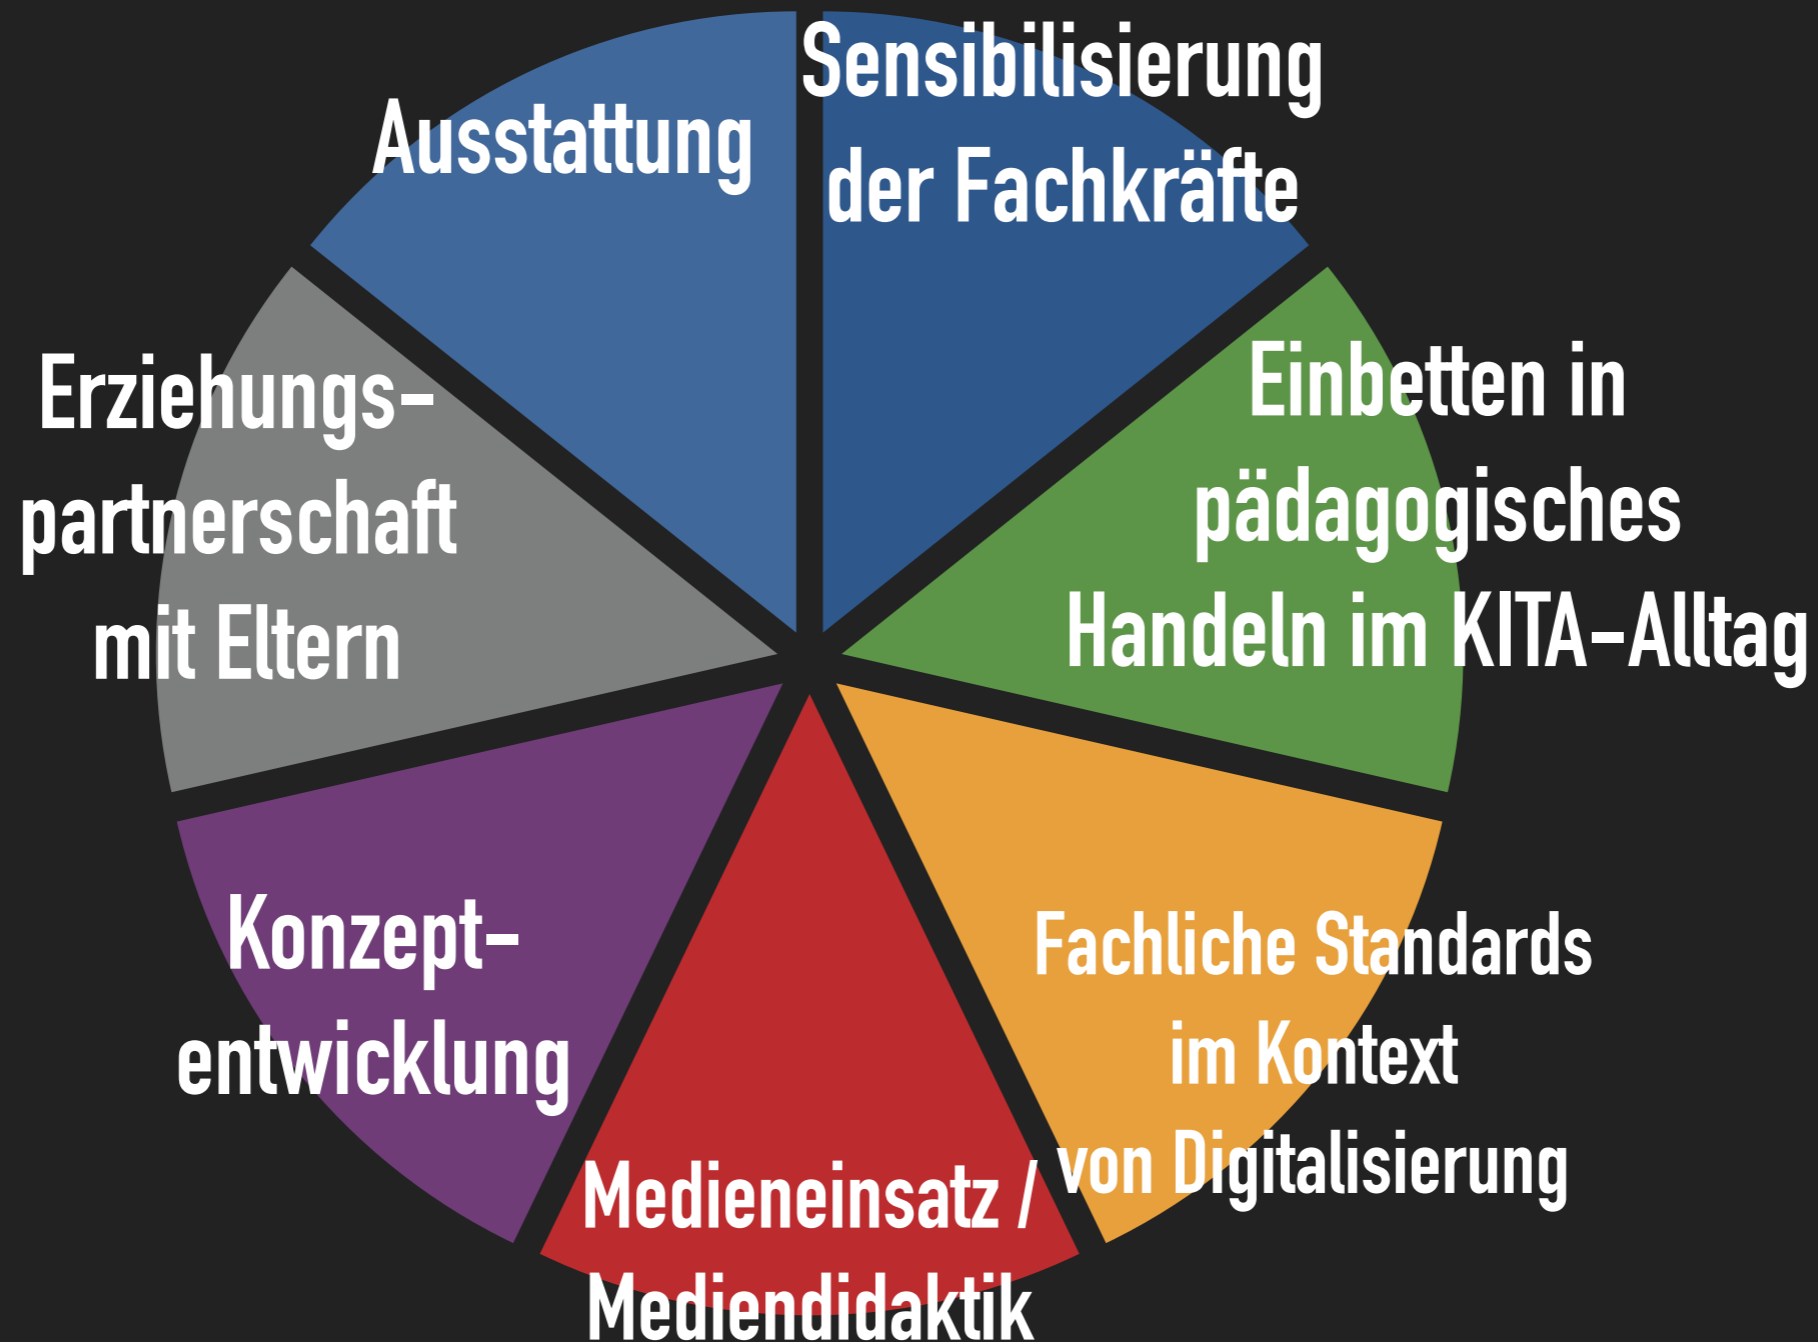 Sensibilisierung
der Fachkräfte
Einbetten in
pädagogisches
Handeln im KITA-Alltag
Fachliche Standards
im Kontext
von Digitalisierung
Medieneinsatz /
Mediendidaktik
Konzept-
entwicklung
Erziehungs-
partnerschaft
mit Eltern
Ausstattung